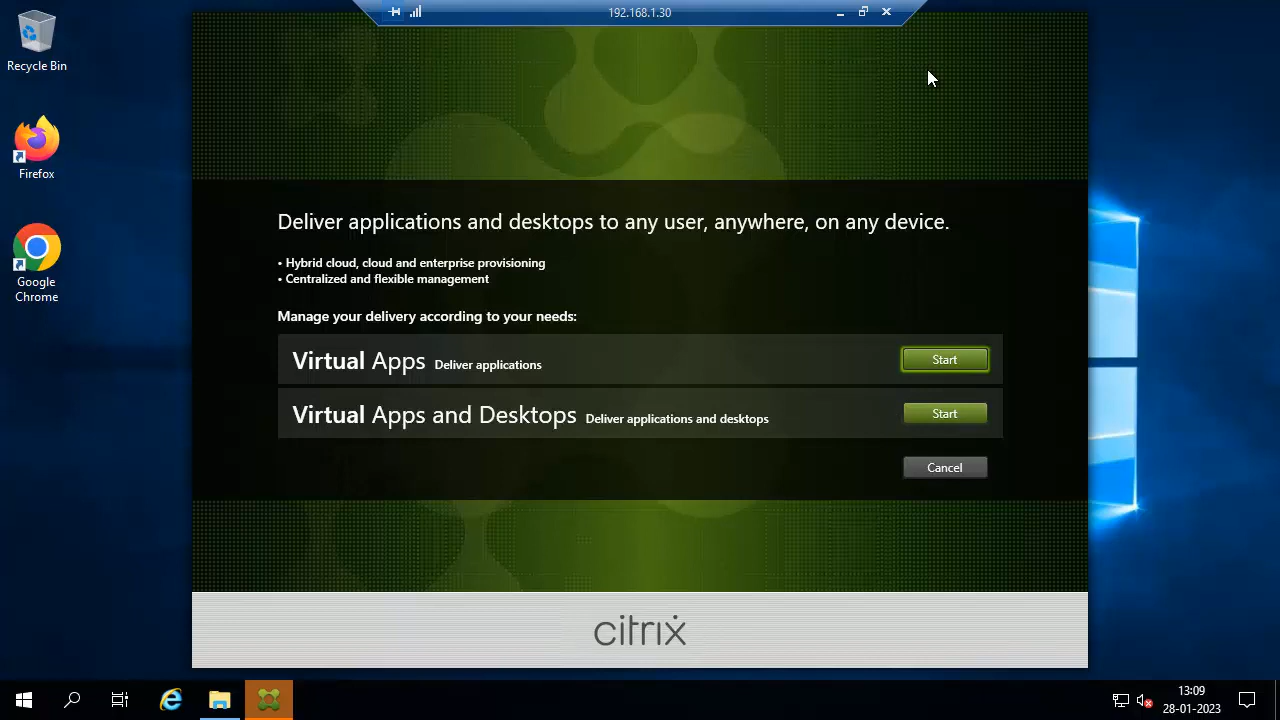 192.168.1.30
Recycle Bin
Firefox
Google
Chrome
Deliver applications and desktops to any user, anywhere, on any device.
• Hybrid cloud, cloud and enterprise provisioning
• Centralized and flexible management
Manage your delivery according to your needs:
Virtual Apps Deliver applications
Start
Virtual Apps and Desktops Deliver applications and desktops
Start
Cancel
citrix
13:09
28-01-2023